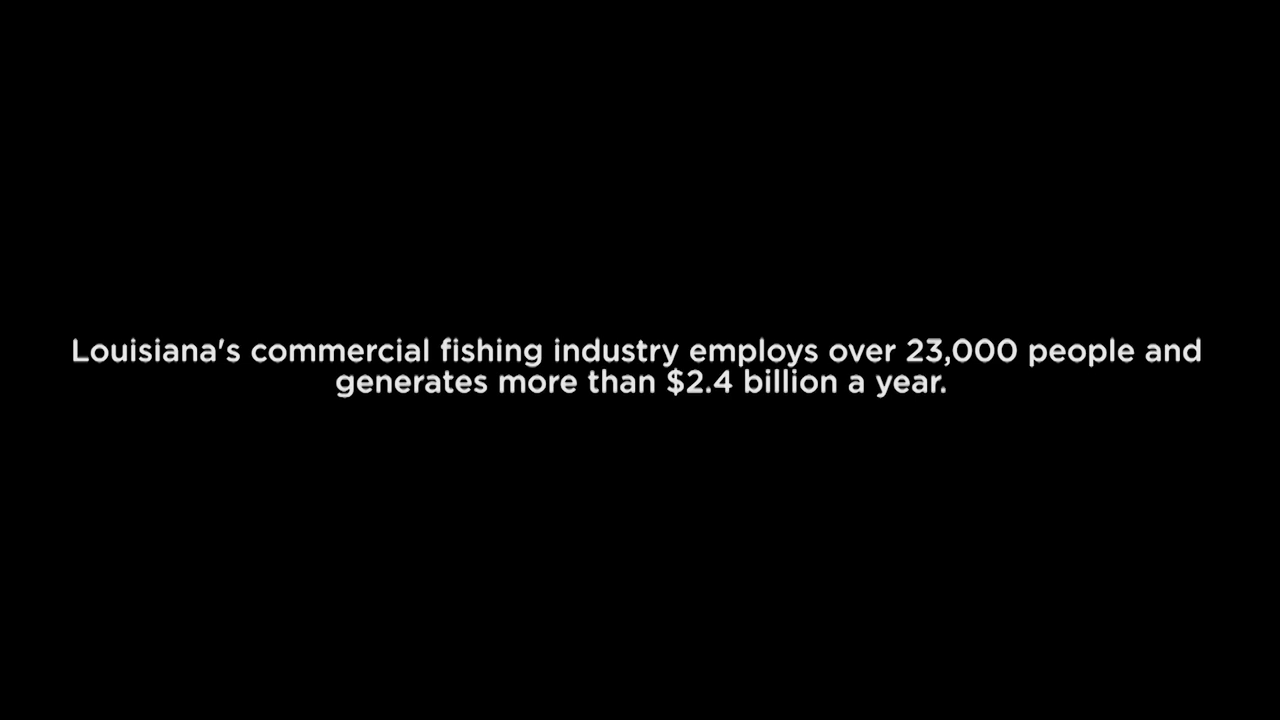 Louisiana's commercial fishing industry employs over 23,000 people and
generates more than $2.4 billion a year.